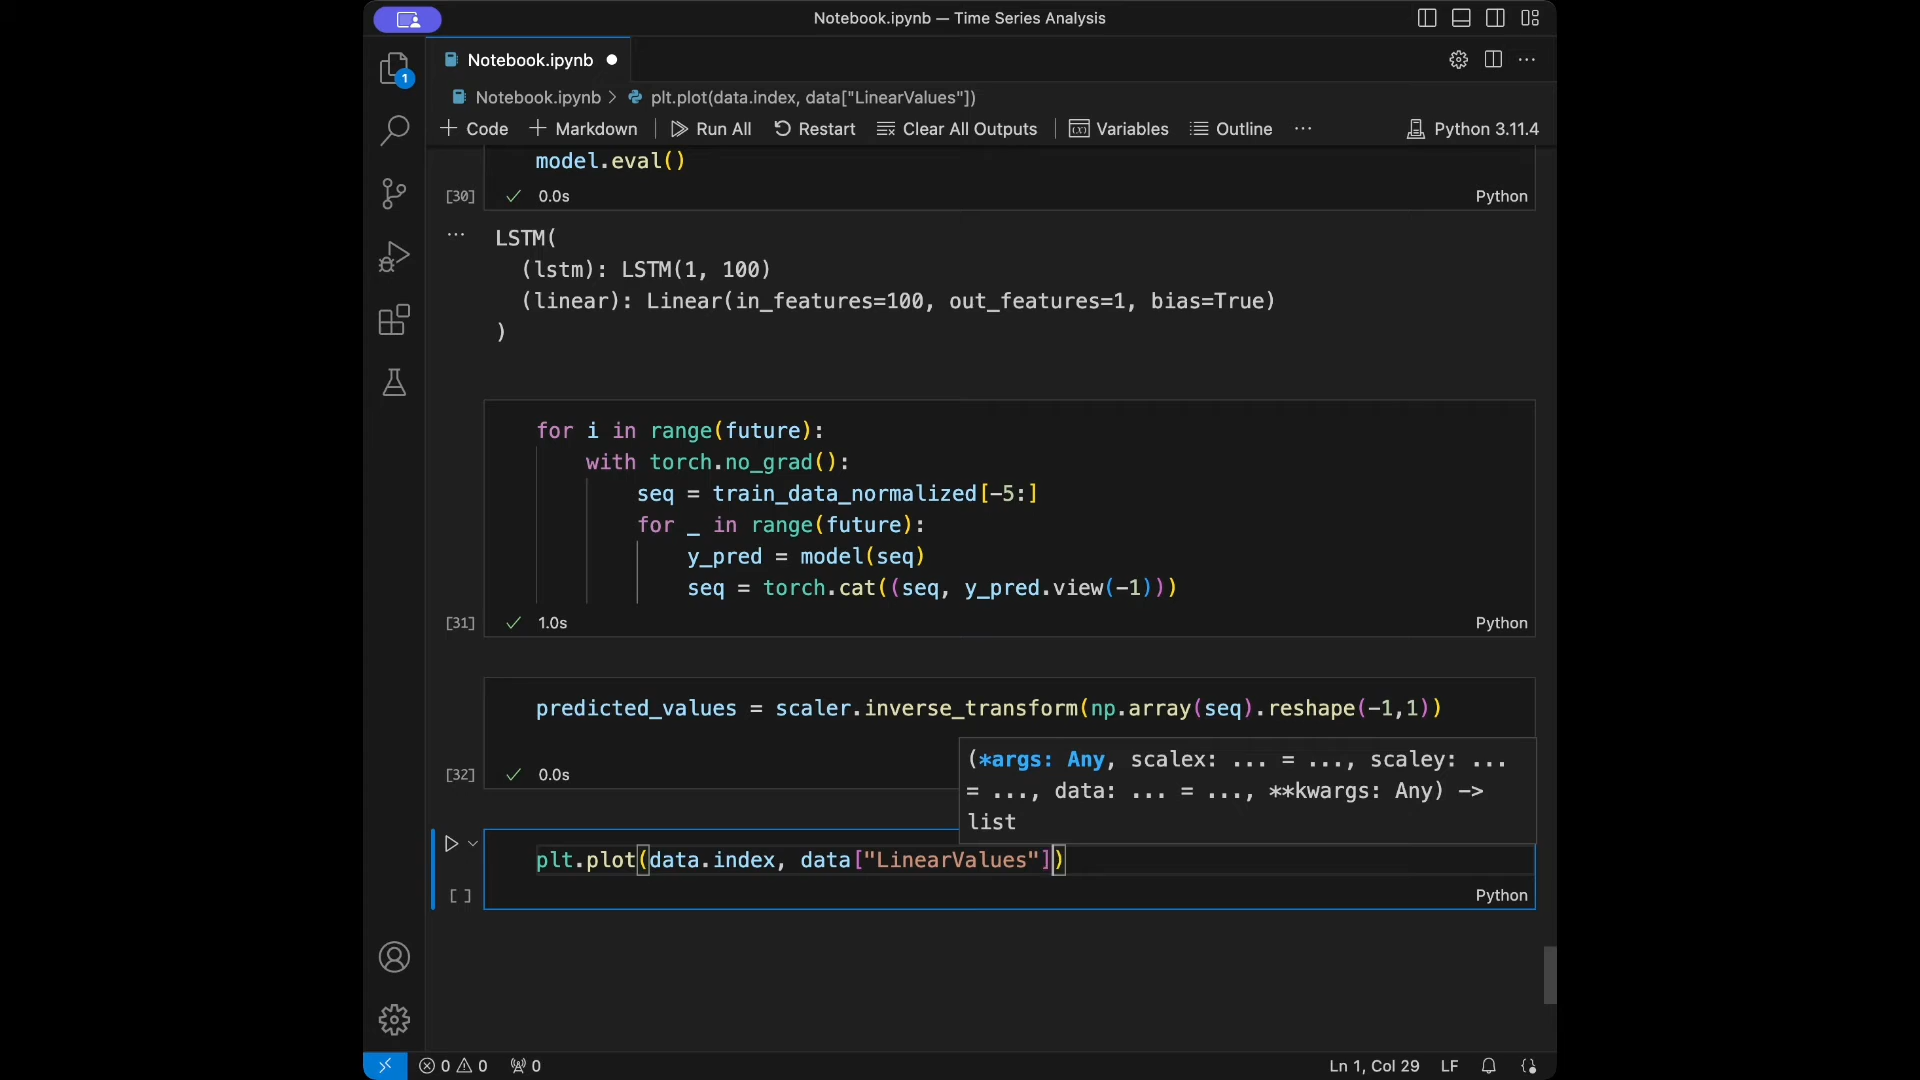 Notebook.ipynb — Time Series Analysis
Notebook.ipynb
1
Notebook.ipynb > plt.plot(data.index, data["LinearValues"])
+ Code + Markdown Run All Restart Clear All Outputs Variables Outline ··· Python 3.11.4
model.eval()
[30] ✓ 0.0s Python
··· LSTM(
(lstm): LSTM(1, 100)
(linear): Linear(in_features=100, out_features=1, bias=True)
)
for i in range(future):
with torch.no_grad():
seq = train_data_normalized[-5:]
for _ in range(future):
y_pred = model(seq)
seq = torch.cat((seq, y_pred.view(-1)))
[31] ✓ 1.0s Python
predicted_values = scaler.inverse_transform(np.array(seq).reshape(-1,1))
(*args: Any, scalex: ... = ..., scaley: ...
= ..., data: ... = ..., **kwargs: Any) ->
list
[32] ✓ 0.0s
plt.plot(data.index, data["LinearValues"])
[ ] Python
0 0 0 Ln 1, Col 29 LF